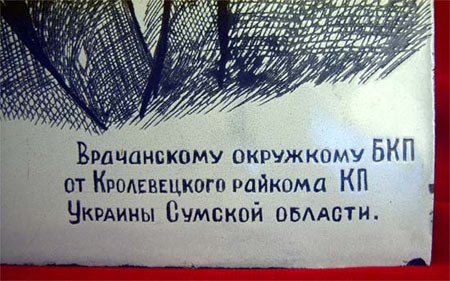 Врачанскому окружкому БКП
от Кролевецкого райкома КП
Украины Сумской области.